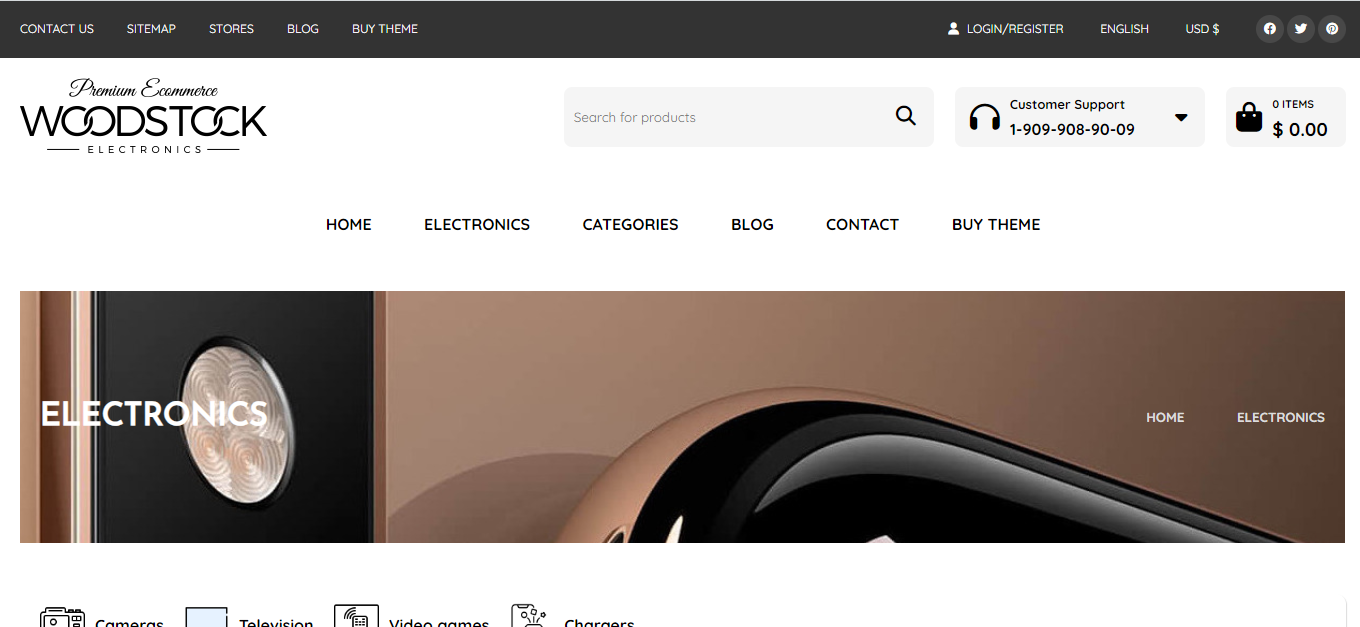 CONTACT US SITEMAP STORES BLOG BUY THEME LOGIN/REGISTER ENGLISH USD $
Premium Ecommerce
WOODSTOCK
ELECTRONICS
Search for products
Customer Support
1-909-908-90-09
0 ITEMS
$ 0.00
HOME ELECTRONICS CATEGORIES BLOG CONTACT BUY THEME
ELECTRONICS
HOME ELECTRONICS
Cameras Television Video games Chargers